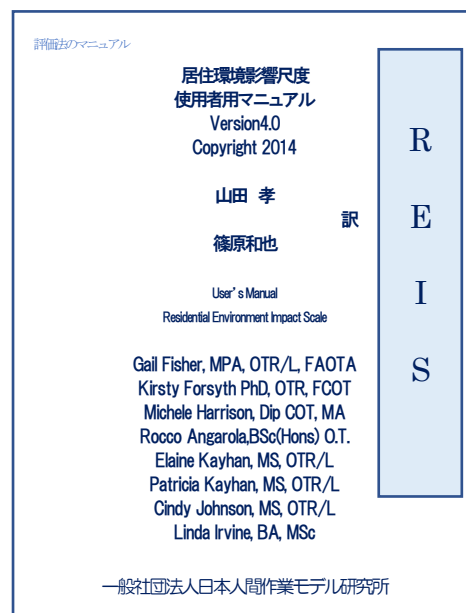 評価法のマニュアル
居住環境影響尺度
使用者用マニュアル
Version4.0
Copyright 2014
山田 孝
訳
篠原和也
User's Manual
Residential Environment Impact Scale
Gail Fisher, MPA, OTR/L, FAOTA
Kirsty Forsyth PhD, OTR, FCOT
Michele Harrison, Dip COT, MA
Rocco Angarola,BSc(Hons) O.T.
Elaine Kayhan, MS, OTR/L
Patricia Kayhan, MS, OTR/L
Cindy Johnson, MS, OTR/L
Linda Irvine, BA, MSc
一般社団法人日本人間作業モデル研究所
R
E
I
S